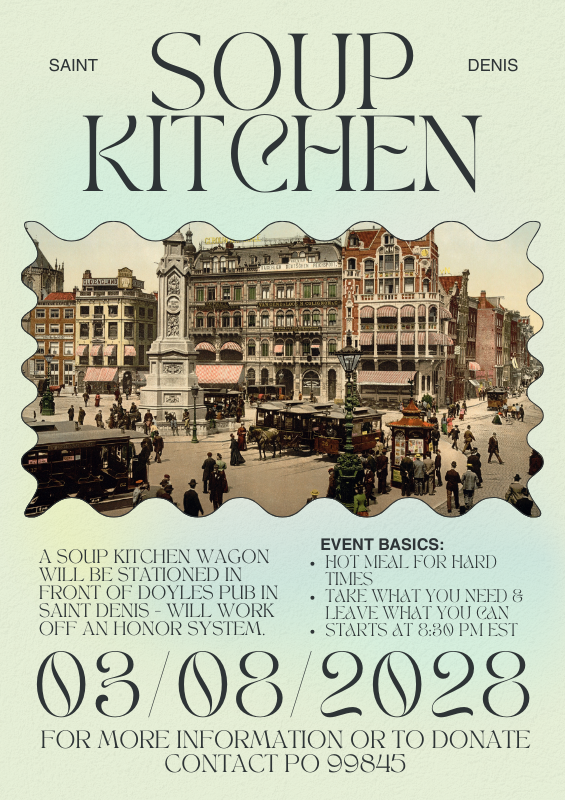 SAINT
SOUP
DENIS
KITCHEN
A SOUP KITCHEN WAGON
WILL BE STATIONED IN
FRONT OF DOYLES PUB IN
SAINT DENIS - WILL WORK
OFF AN HONOR SYSTEM.
EVENT BASICS:
• HOT MEAL FOR HARD
TIMES
• TAKE WHAT YOU NEED &
LEAVE WHAT YOU CAN
• STARTS AT 8:30 PM EST
03/08/2028
FOR MORE INFORMATION OR TO DONATE
CONTACT PO 99845